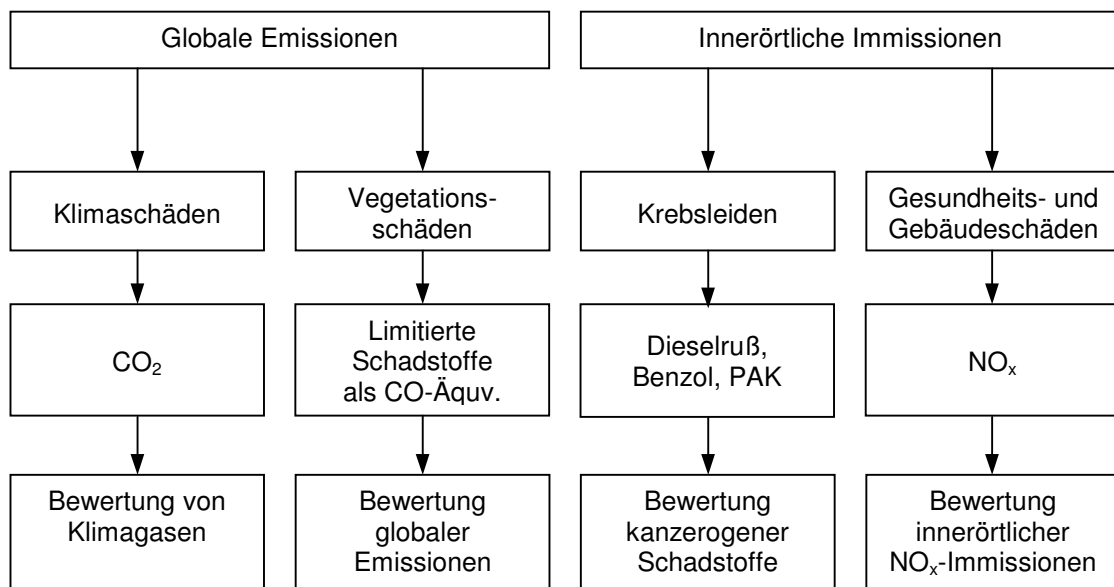 Globale Emissionen
Innerörtliche Immissionen
Klimaschäden
Vegetations-
schäden
Krebsleiden
Gesundheits- und
Gebäudeschäden
CO₂
Limitierte
Schadstoffe
als CO-Äquv.
Dieselruß,
Benzol, PAK
NOₓ
Bewertung von
Klimagasen
Bewertung
globaler
Emissionen
Bewertung
kanzerogener
Schadstoffe
Bewertung
innerörtlicher
NOₓ-Immissionen